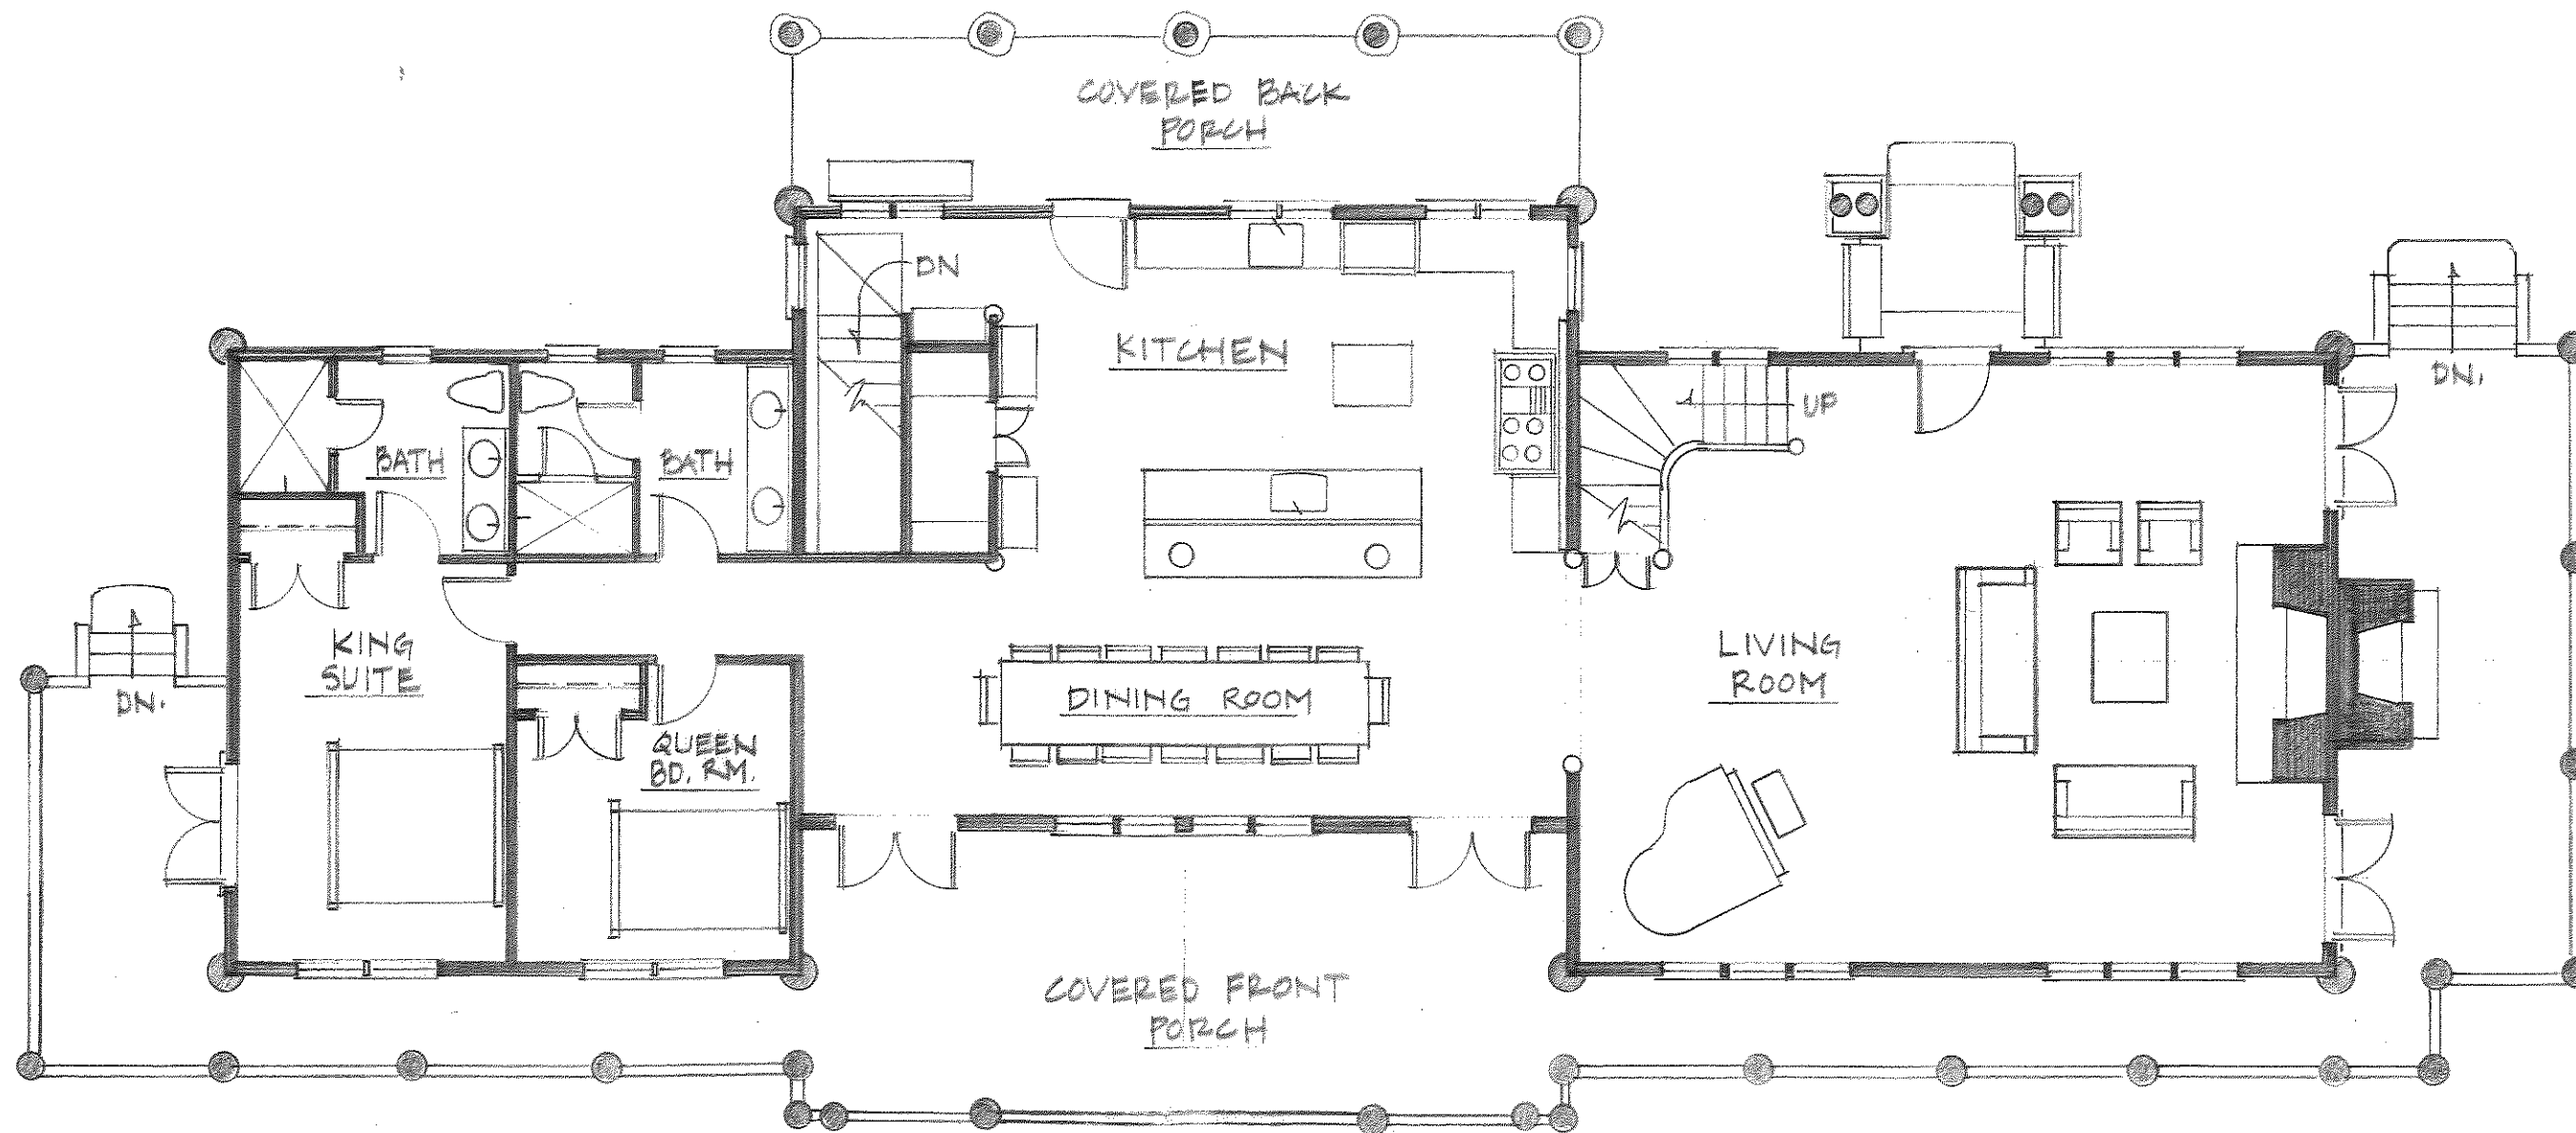 COVERED BACK
PORCH
DN
KITCHEN
UP
DN.
BATH
BATH
KING
SUITE
DN.
LIVING
ROOM
DINING ROOM
QUEEN
BD. RM.
COVERED FRONT
PORCH